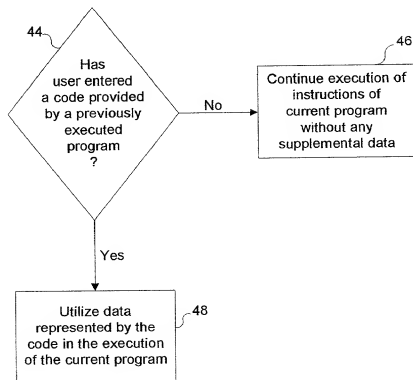 44
Has
user entered
a code provided
by a previously
executed
program
?
No
46
Continue execution of
instructions of
current program
without any
supplemental data
Yes
48
Utilize data
represented by the
code in the execution
of the current program